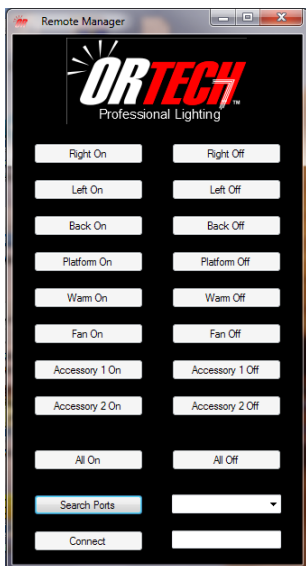 Remote Manager
ORTECH7™
Professional Lighting
Right On Right Off
Left On Left Off
Back On Back Off
Platform On Platform Off
Warm On Warm Off
Fan On Fan Off
Accessory 1 On Accessory 1 Off
Accessory 2 On Accessory 2 Off
All On All Off
Search Ports
Connect